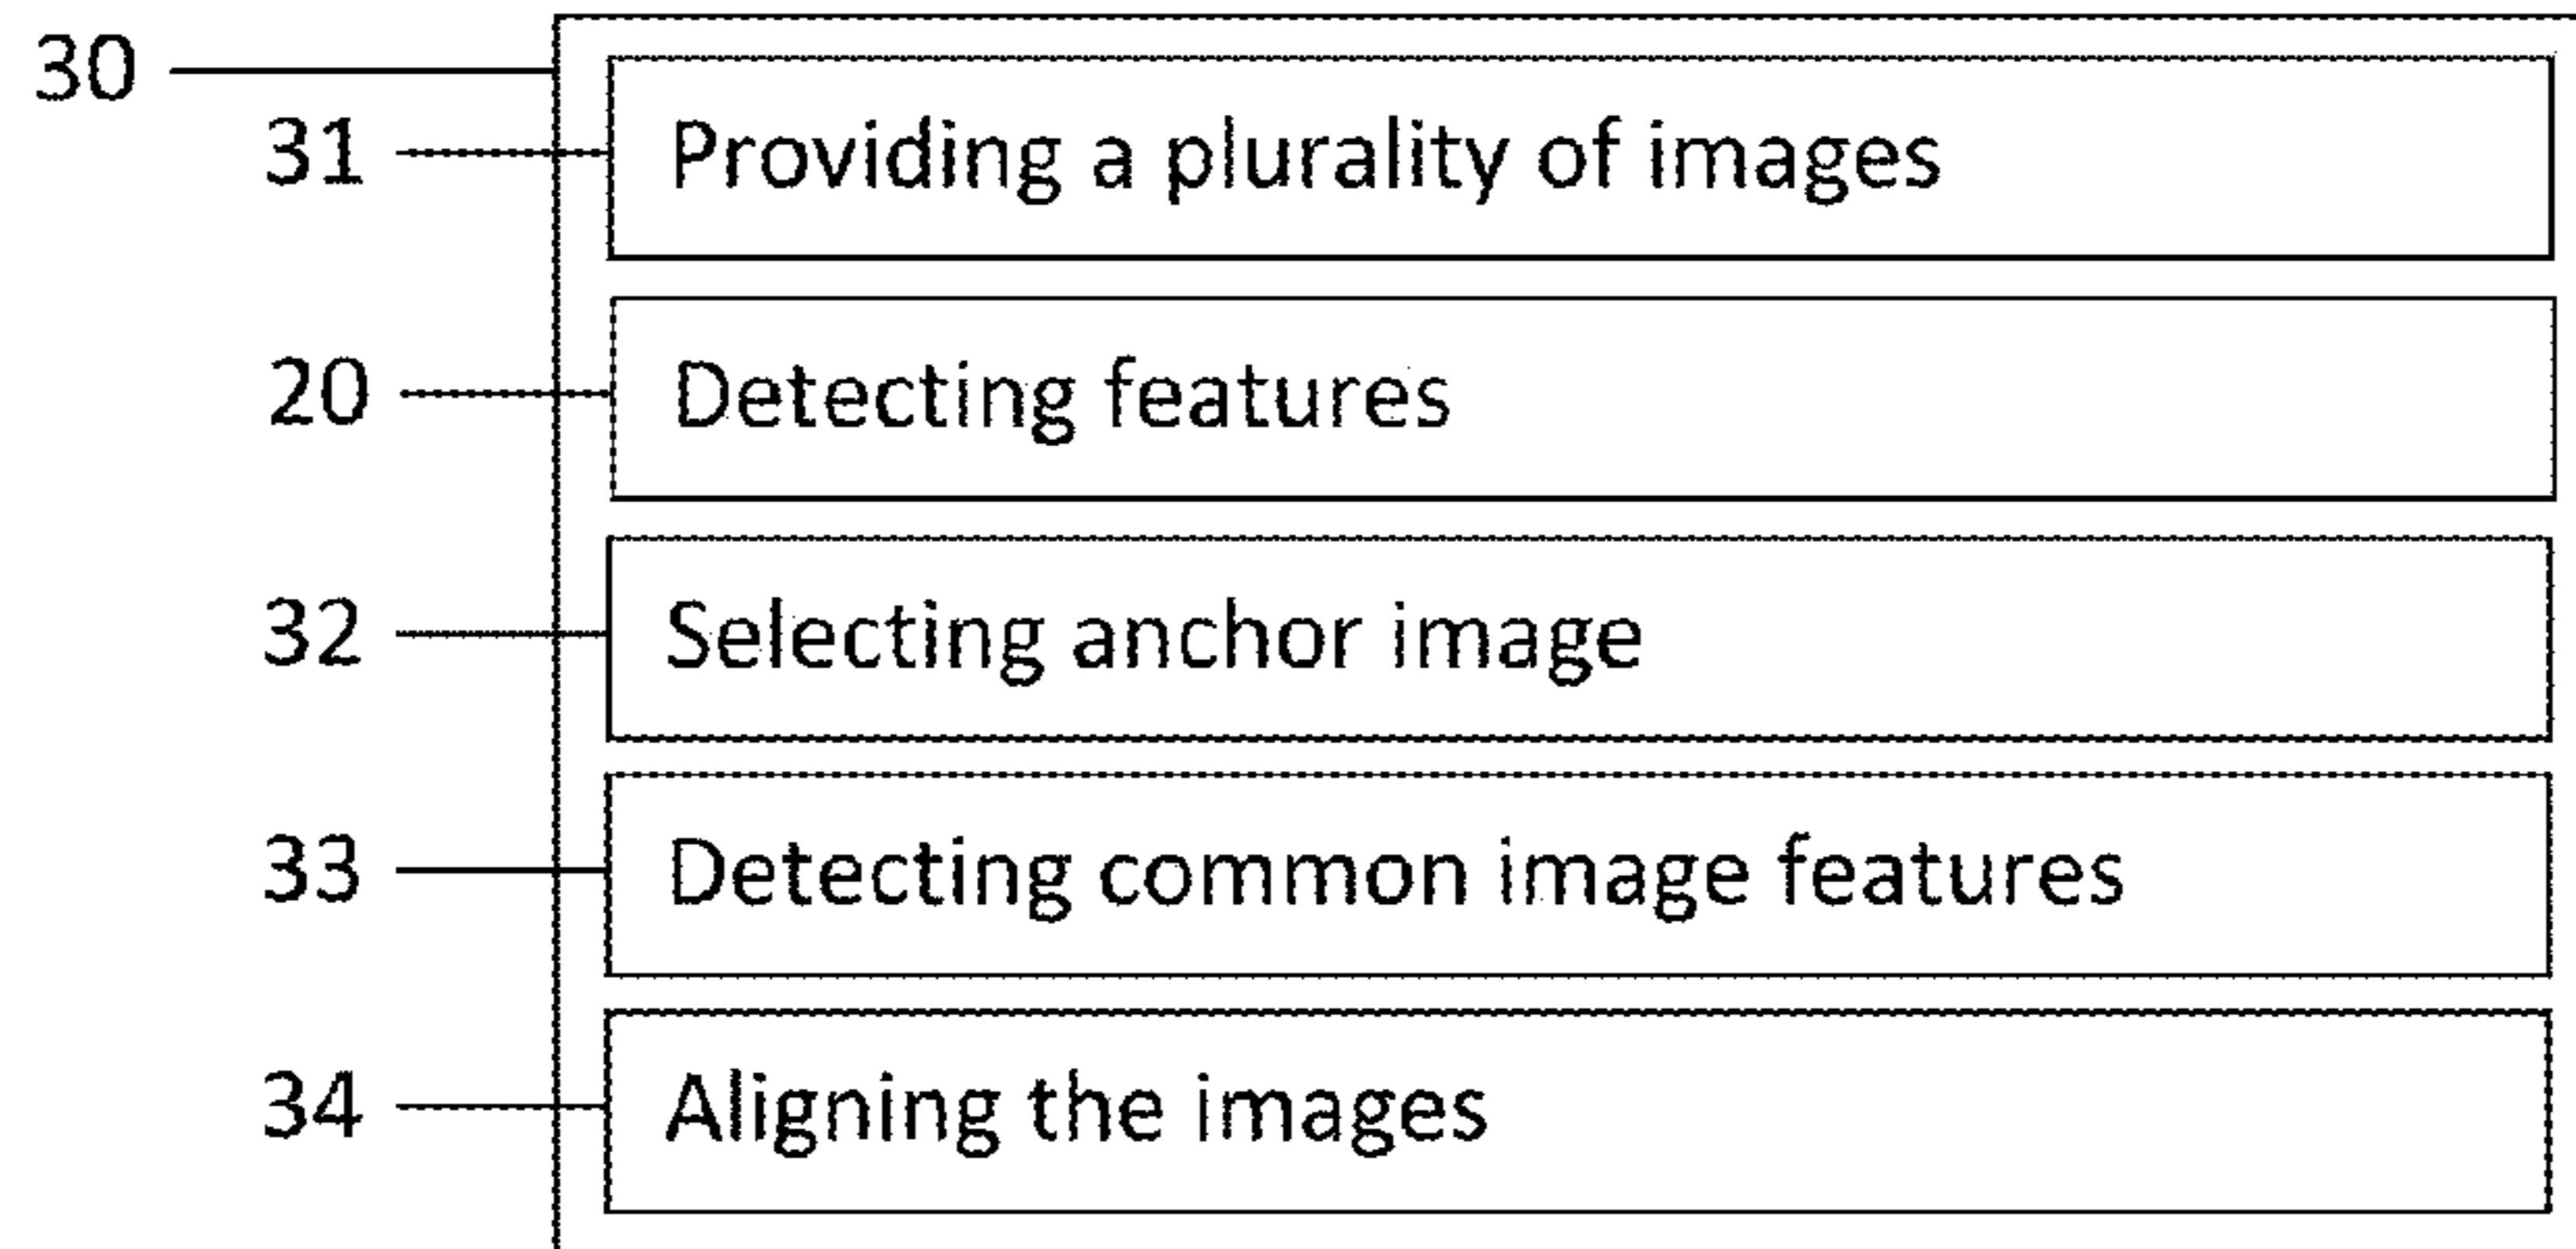 30
31 Providing a plurality of images
20 Detecting features
32 Selecting anchor image
33 Detecting common image features
34 Aligning the images